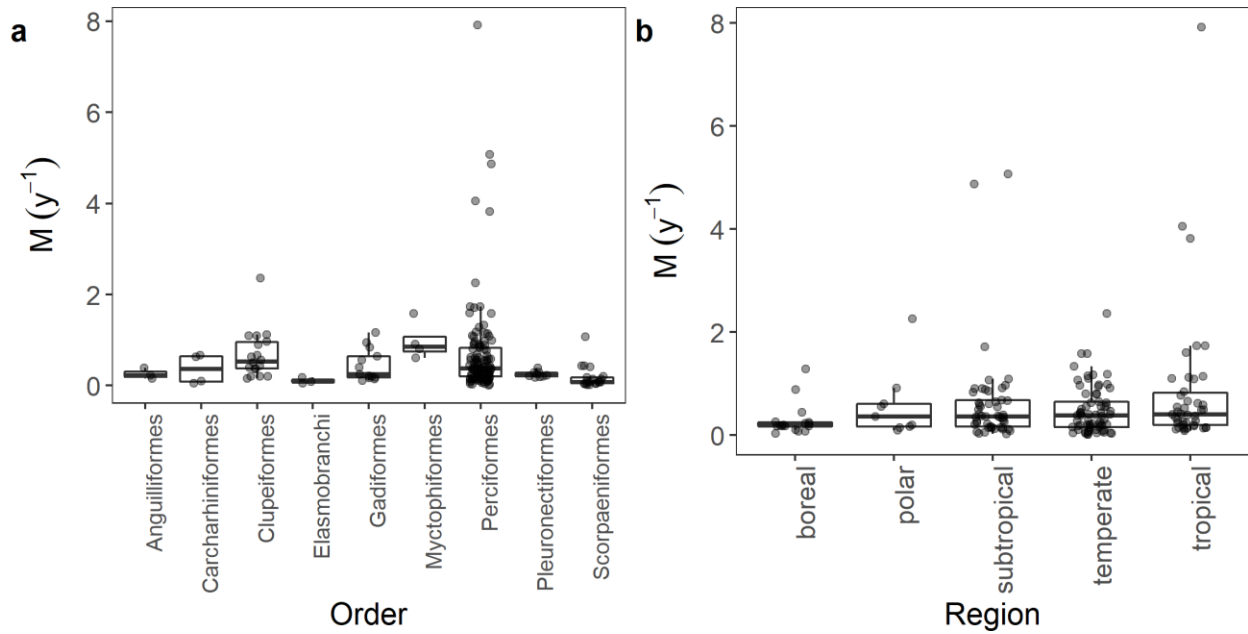 a
8
6
4
2
0
M (y⁻¹)
Anguilliformes
Carcharhiniformes
Clupeiformes
Elasmobranchi
Gadiformes
Myctophiformes
Perciformes
Pleuronectiformes
Scorpaeniformes
Order
b
8
6
4
2
0
M (y⁻¹)
boreal
polar
subtropical
temperate
tropical
Region